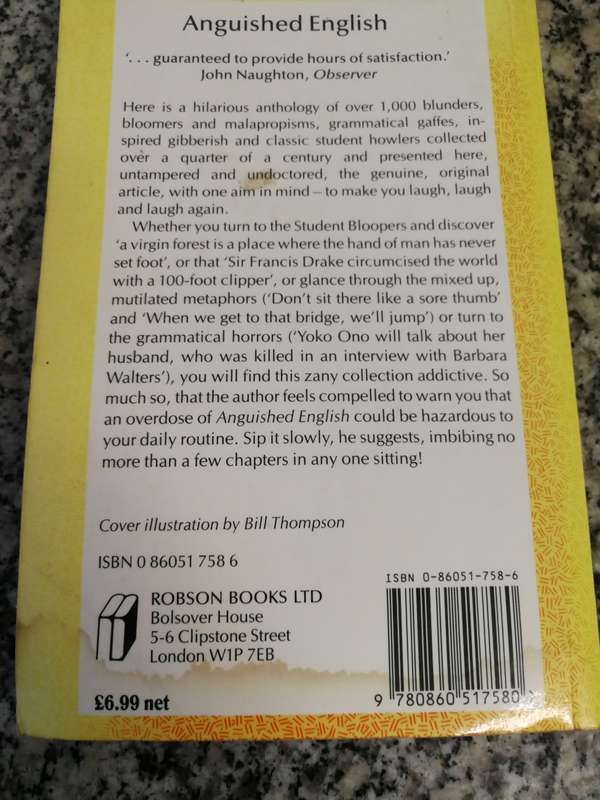 Anguished English
'. . . guaranteed to provide hours of satisfaction.'
John Naughton, Observer
Here is a hilarious anthology of over 1,000 blunders,
bloomers and malapropisms, grammatical gaffes, in-
spired gibberish and classic student howlers collected
over a quarter of a century and presented here,
untampered and undoctored, the genuine, original
article, with one aim in mind – to make you laugh, laugh
and laugh again.
Whether you turn to the Student Bloopers and discover
'a virgin forest is a place where the hand of man has never
set foot', or that 'Sir Francis Drake circumcised the world
with a 100-foot clipper', or glance through the mixed up,
mutilated metaphors ('Don't sit there like a sore thumb'
and 'When we get to that bridge, we'll jump') or turn to
the grammatical horrors ('Yoko Ono will talk about her
husband, who was killed in an interview with Barbara
Walters'), you will find this zany collection addictive. So
much so, that the author feels compelled to warn you that
an overdose of Anguished English could be hazardous to
your daily routine. Sip it slowly, he suggests, imbibing no
more than a few chapters in any one sitting!
Cover illustration by Bill Thompson
ISBN 0 86051 758 6
ISBN 0-86051-758-6
ROBSON BOOKS LTD
Bolsover House
5-6 Clipstone Street
London W1P 7EB
£6.99 net
9 780860 517580